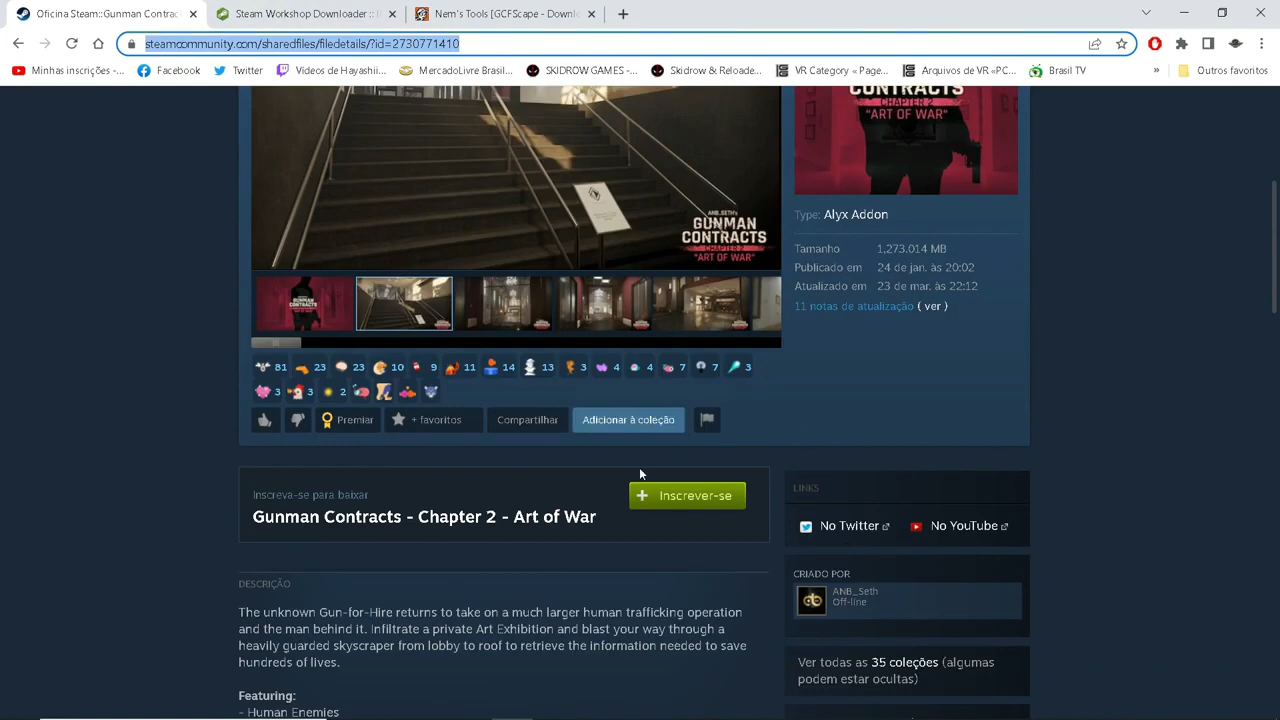 Oficina Steam::Gunman Contrac
Steam Workshop Downloader :: I
Nem's Tools [GCFScape - Downl
steamcommunity.com/sharedfiles/filedetails/?id=2730771410
Minhas inscrições -...
Facebook
Twitter
Vídeos de Hayashii...
MercadoLivre Brasil...
SKIDROW GAMES -...
Skidrow & Reloade...
VR Category « Page...
Arquivos de VR «PC...
Brasil TV
»
Outros favoritos
CONTRACTS
CHAPTER 2
"ART OF WAR"
ANB_SETH's
GUNMAN
CONTRACTS
CHAPTER 2
"ART OF WAR"
Type: Alyx Addon
Tamanho 1,273.014 MB
Publicado em 24 de jan. às 20:02
Atualizado em 23 de mar. às 22:12
11 notas de atualização ( ver )
81 23 23 10 9 11 14 13 3 4 4 7 7 3
3 3 2
Premiar
+ favoritos
Compartilhar
Adicionar à coleção
Inscreva-se para baixar
Gunman Contracts - Chapter 2 - Art of War
Inscrever-se
LINKS
No Twitter
No YouTube
CRIADO POR
ANB_Seth
Off-line
Ver todas as 35 coleções (algumas
podem estar ocultas)
DESCRIÇÃO
The unknown Gun-for-Hire returns to take on a much larger human trafficking operation
and the man behind it. Infiltrate a private Art Exhibition and blast your way through a
heavily guarded skyscraper from lobby to roof to retrieve the information needed to save
hundreds of lives.
Featuring:
- Human Enemies